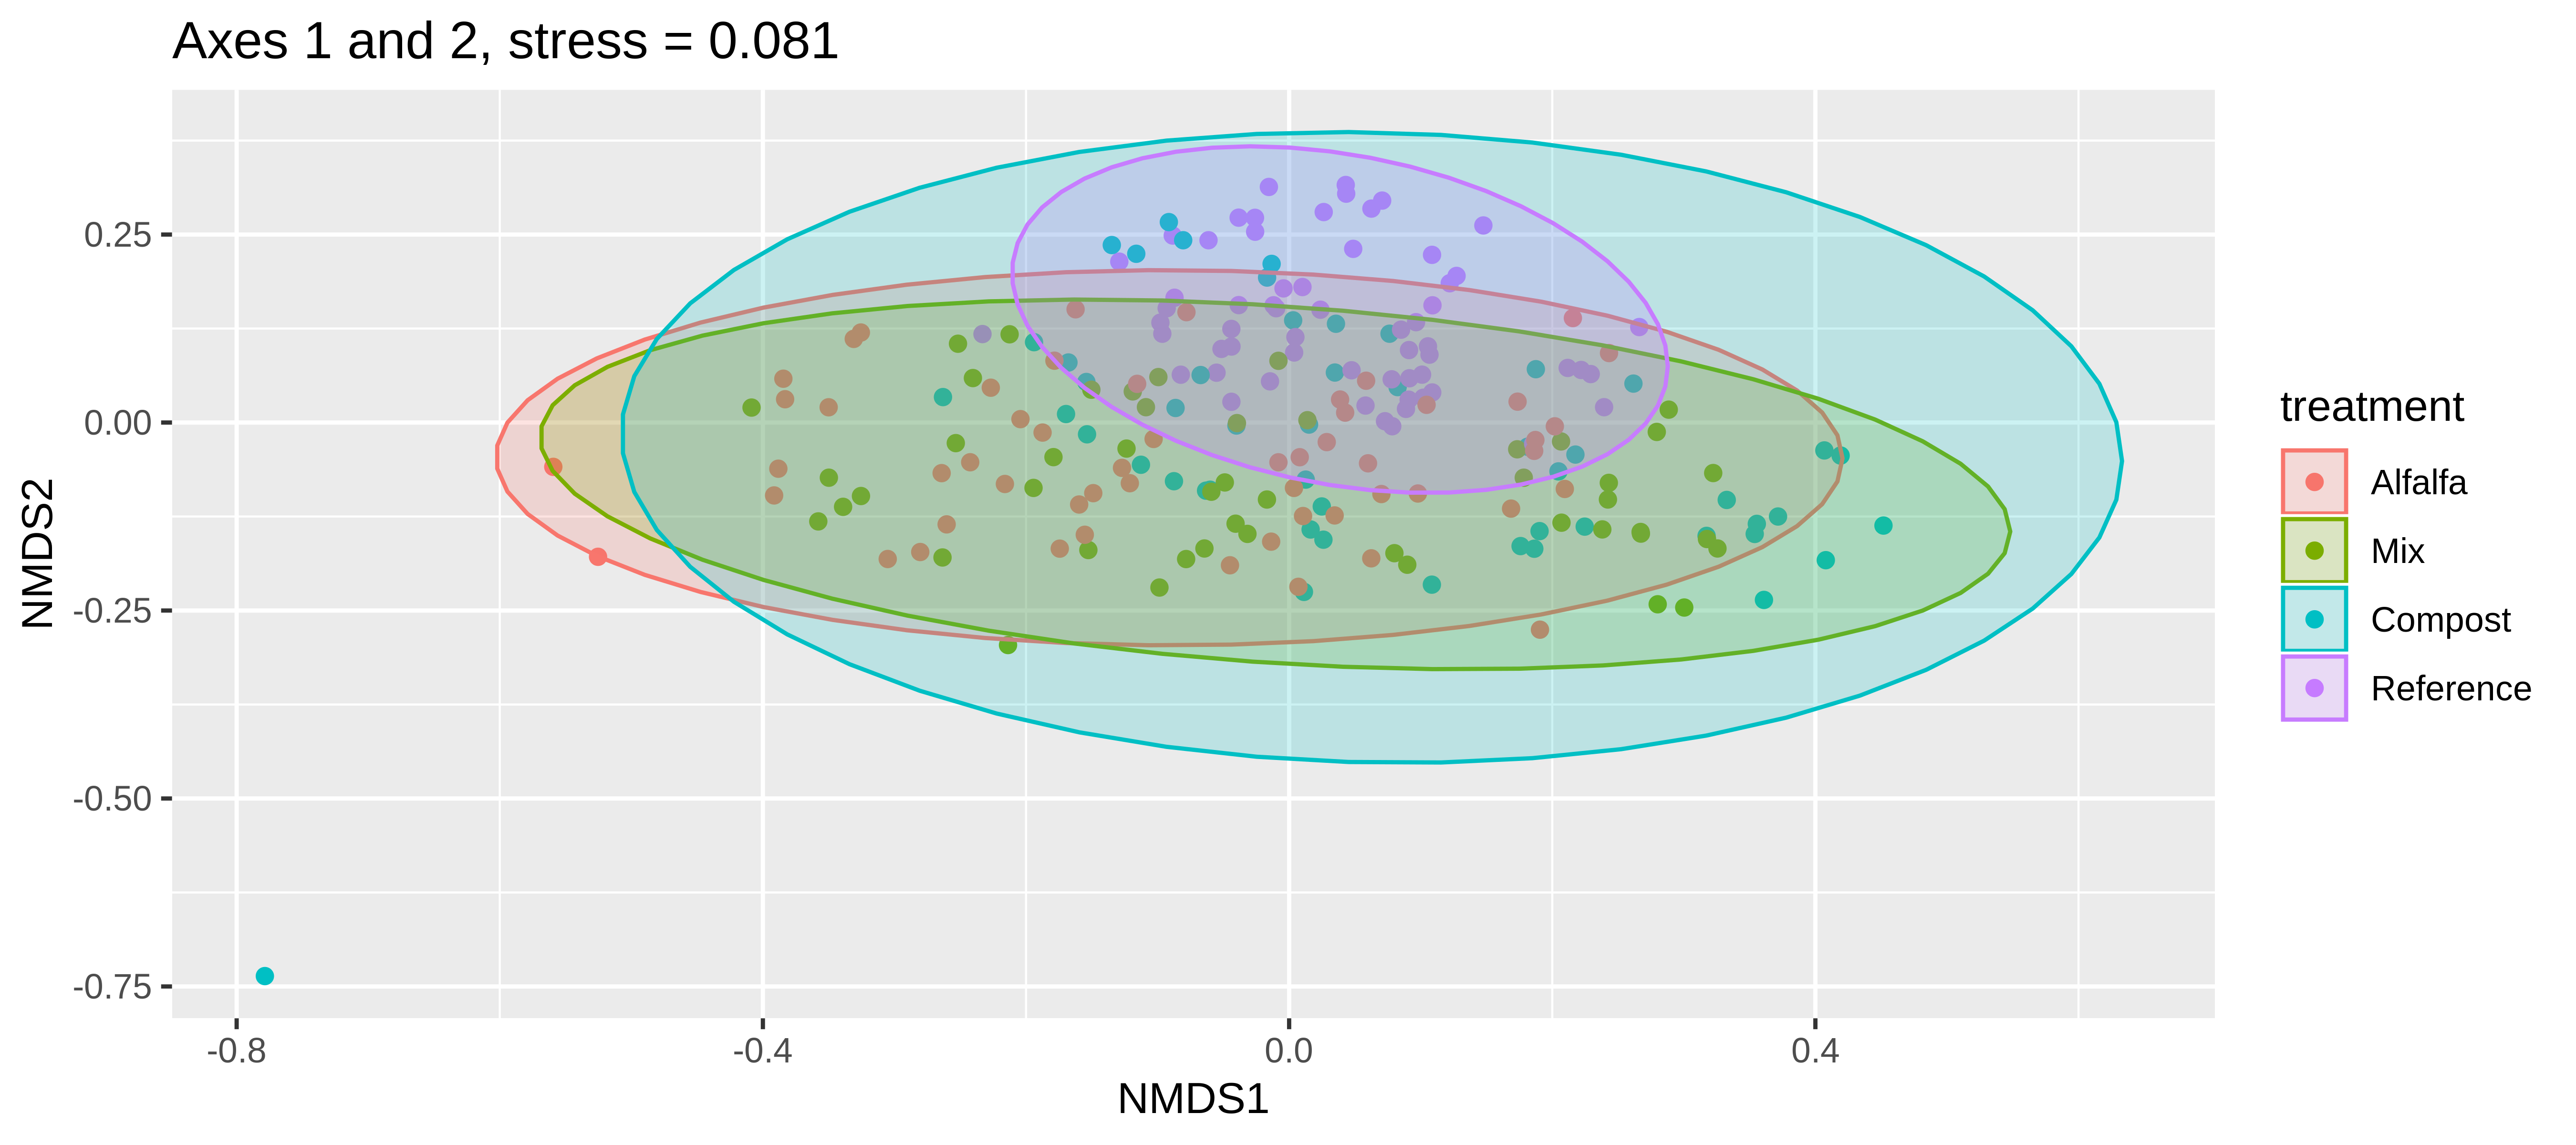 Axes 1 and 2, stress = 0.081
NMDS2
0.25
0.00
-0.25
-0.50
-0.75
-0.8
-0.4
0.0
0.4
NMDS1
treatment
Alfalfa
Mix
Compost
Reference